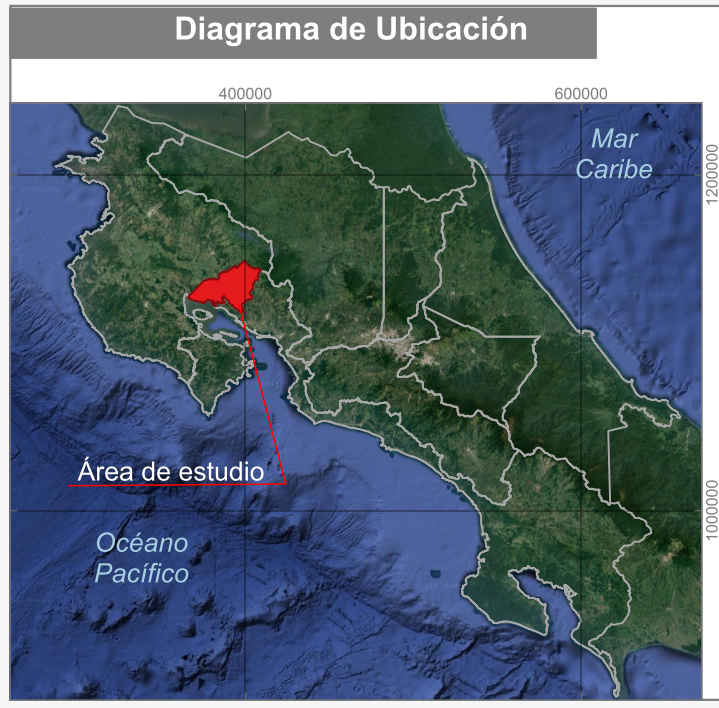 Diagrama de Ubicación
400000
600000
Mar
Caribe
1200000
Área de estudio
1000000
Océano
Pacífico